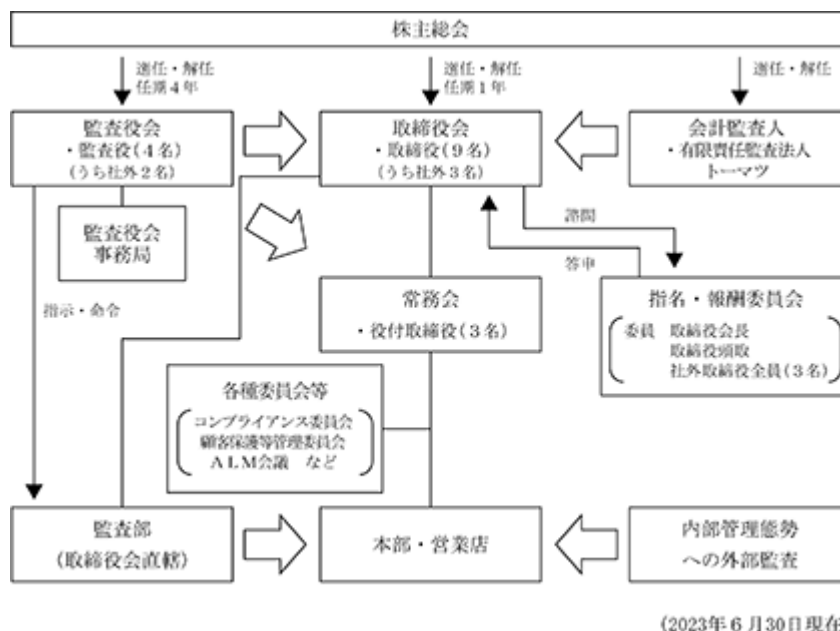 株主総会
選任・解任
任期4年
選任・解任
任期1年
選任・解任
監査役会
・監査役(4名)
(うち社外2名)
取締役会
・取締役(9名)
(うち社外3名)
会計監査人
・有限責任監査法人
トーマツ
監査役会
事務局
諮問
答申
指示・命令
常務会
・役付取締役(3名)
指名・報酬委員会
委員 取締役会長
取締役頭取
社外取締役全員(3名)
各種委員会等
コンプライアンス委員会
顧客保護等管理委員会
ALM会議 など
監査部
(取締役会直轄)
本部・営業店
内部管理態勢
への外部監査
(2023年6月30日現在